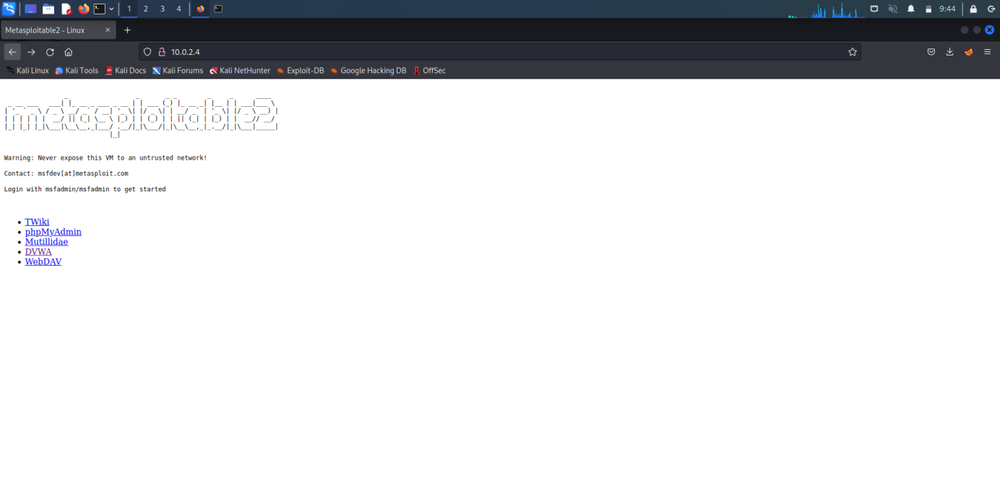 1 2 3 4 9:44
Metasploitable2 - Linux
10.0.2.4
Kali Linux Kali Tools Kali Docs Kali Forums Kali NetHunter Exploit-DB Google Hacking DB OffSec
metasploitable2
Warning: Never expose this VM to an untrusted network!
Contact: msfdev[at]metasploit.com
Login with msfadmin/msfadmin to get started
TWiki
phpMyAdmin
Mutillidae
DVWA
WebDAV